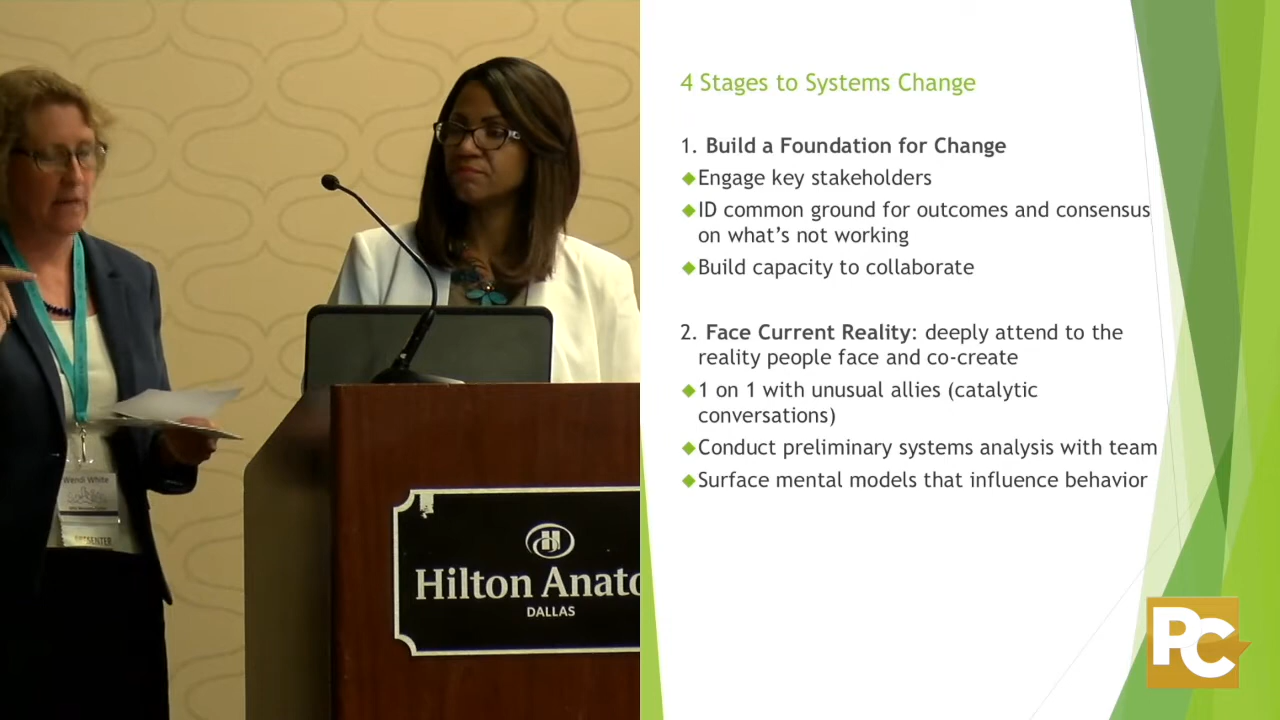 Wendi White
PRESENTER
Hilton Anato
DALLAS
4 Stages to Systems Change
1. Build a Foundation for Change
Engage key stakeholders
ID common ground for outcomes and consensus
on what’s not working
Build capacity to collaborate
2. Face Current Reality: deeply attend to the
reality people face and co-create
1 on 1 with unusual allies (catalytic
conversations)
Conduct preliminary systems analysis with team
Surface mental models that influence behavior
PC